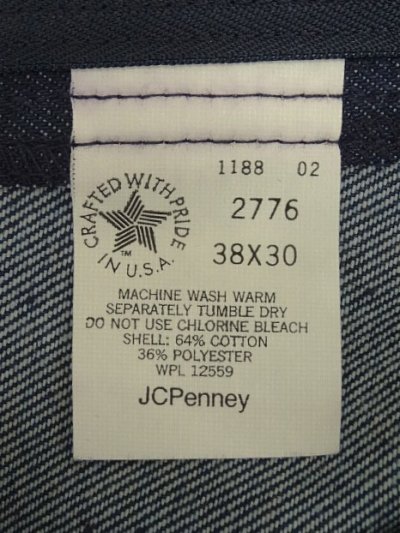 1188 02
CRAFTED WITH PRIDE
IN U.S.A.
TM
2776
38X30
MACHINE WASH WARM
SEPARATELY TUMBLE DRY
DO NOT USE CHLORINE BLEACH
SHELL: 64% COTTON
36% POLYESTER
WPL 12559
JCPenney